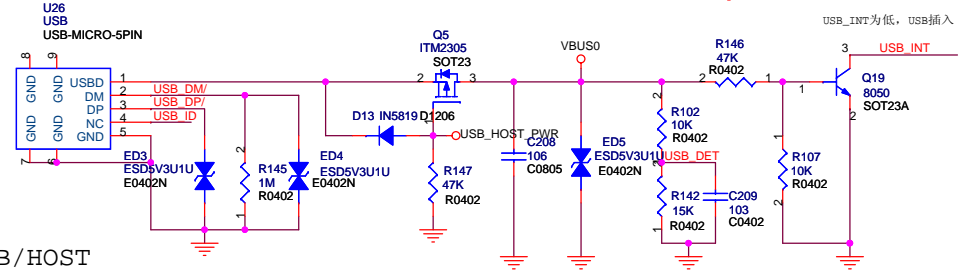 U26
USB
USB-MICRO-5PIN
8
9
GND
GND
USBD
DM
DP
NC
GND
GND
GND
1
2
3
4
5
7
6
USB_DM/
USB_DP/
USB_ID
ED3
ESD5V3U1U
E0402N
2
R145
1M
R0402
1
ED4
ESD5V3U1U
E0402N
Q5
ITM2305
SOT23
2
3
1
D13 IN5819
D1206
USB_HOST_PWR
R147
47K
R0402
C208
106
C0805
VBUS0
ED5
ESD5V3U1U
E0402N
2
R102
10K
R0402
USB_DET
R142
15K
R0402
1
C209
103
C0402
R146
47K
R0402
2
1
1
R107
10K
R0402
2
USB_INT为低，USB插入
3
USB_INT
1
Q19
8050
SOT23A
2
B/HOST